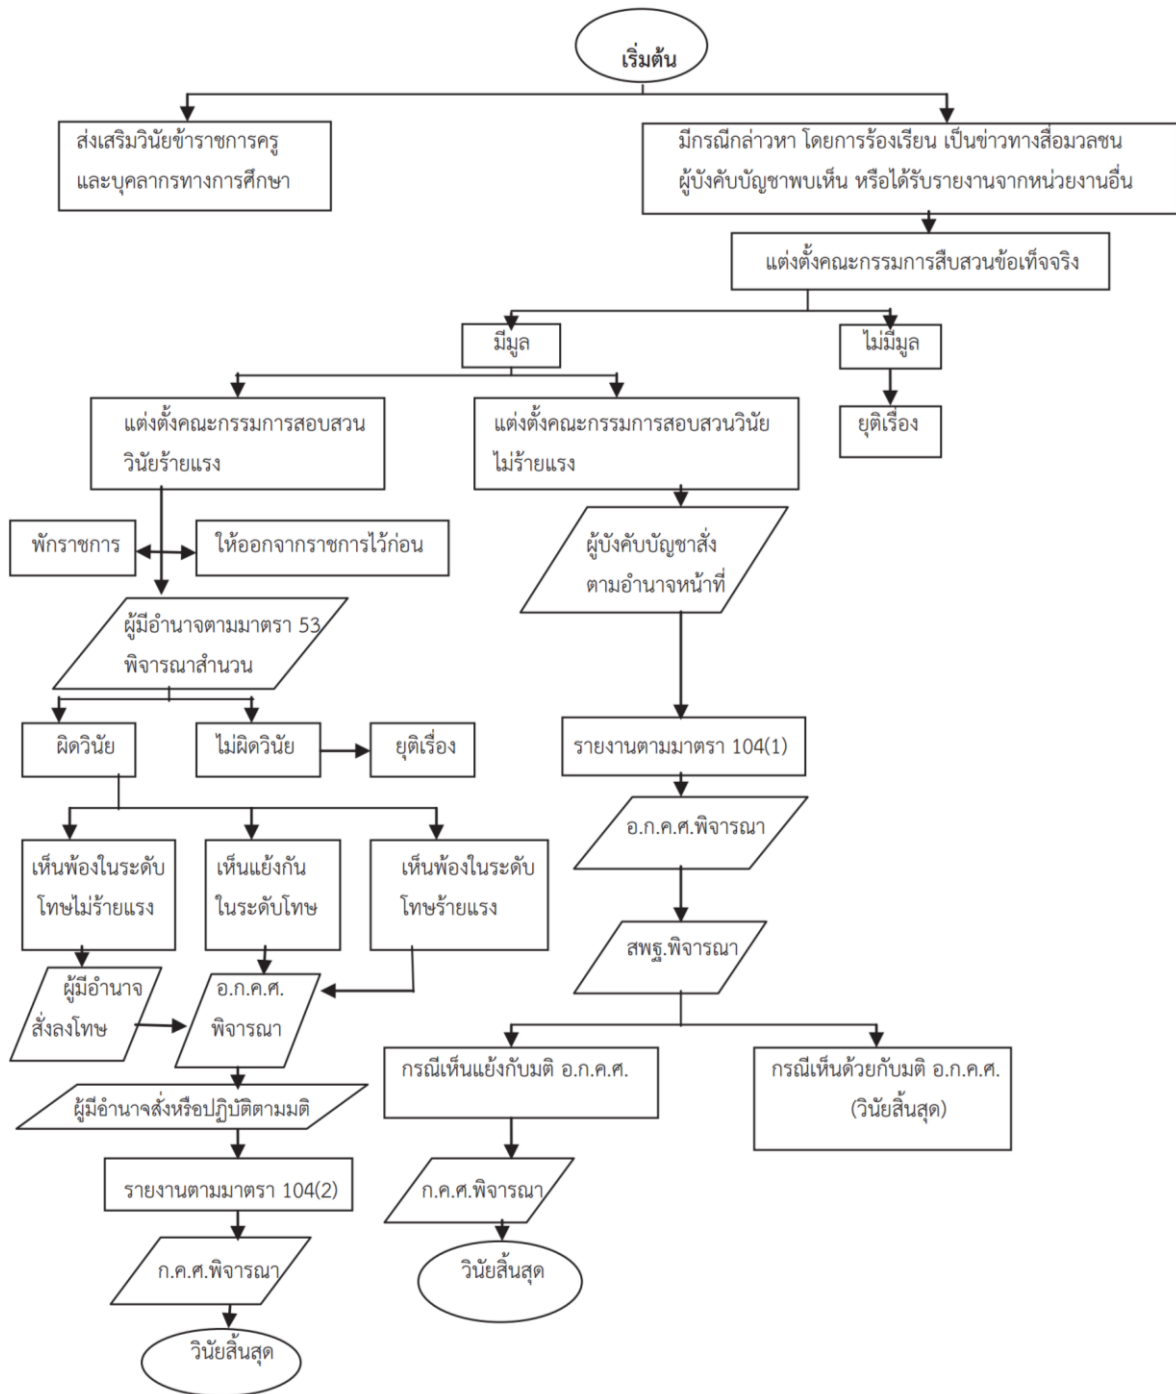 เริ่มต้น
ส่งเสริมวินัยข้าราชการครู
และบุคลากรทางการศึกษา
มีกรณีกล่าวหา โดยการร้องเรียน เป็นข่าวทางสื่อมวลชน
ผู้บังคับบัญชาพบเห็น หรือได้รับรายงานจากหน่วยงานอื่น
แต่งตั้งคณะกรรมการสืบสวนข้อเท็จจริง
มีมูล
ไม่มีมูล
แต่งตั้งคณะกรรมการสอบสวน
วินัยร้ายแรง
แต่งตั้งคณะกรรมการสอบสวนวินัย
ไม่ร้ายแรง
ยุติเรื่อง
พักราชการ
ให้ออกจากราชการไว้ก่อน
ผู้บังคับบัญชาสั่ง
ตามอำนาจหน้าที่
ผู้มีอำนาจตามมาตรา 53
พิจารณาสำนวน
ผิดวินัย
ไม่ผิดวินัย
ยุติเรื่อง
รายงานตามมาตรา 104(1)
อ.ก.ค.ศ.พิจารณา
เห็นพ้องในระดับ
โทษไม่ร้ายแรง
เห็นแย้งกัน
ในระดับโทษ
เห็นพ้องในระดับ
โทษร้ายแรง
สพฐ.พิจารณา
ผู้มีอำนาจ
สั่งลงโทษ
อ.ก.ค.ศ.
พิจารณา
กรณีเห็นแย้งกับมติ อ.ก.ค.ศ.
กรณีเห็นด้วยกับมติ อ.ก.ค.ศ.
(วินัยสิ้นสุด)
ผู้มีอำนาจสั่งหรือปฏิบัติตามมติ
รายงานตามมาตรา 104(2)
ก.ค.ศ.พิจารณา
ก.ค.ศ.พิจารณา
วินัยสิ้นสุด
วินัยสิ้นสุด